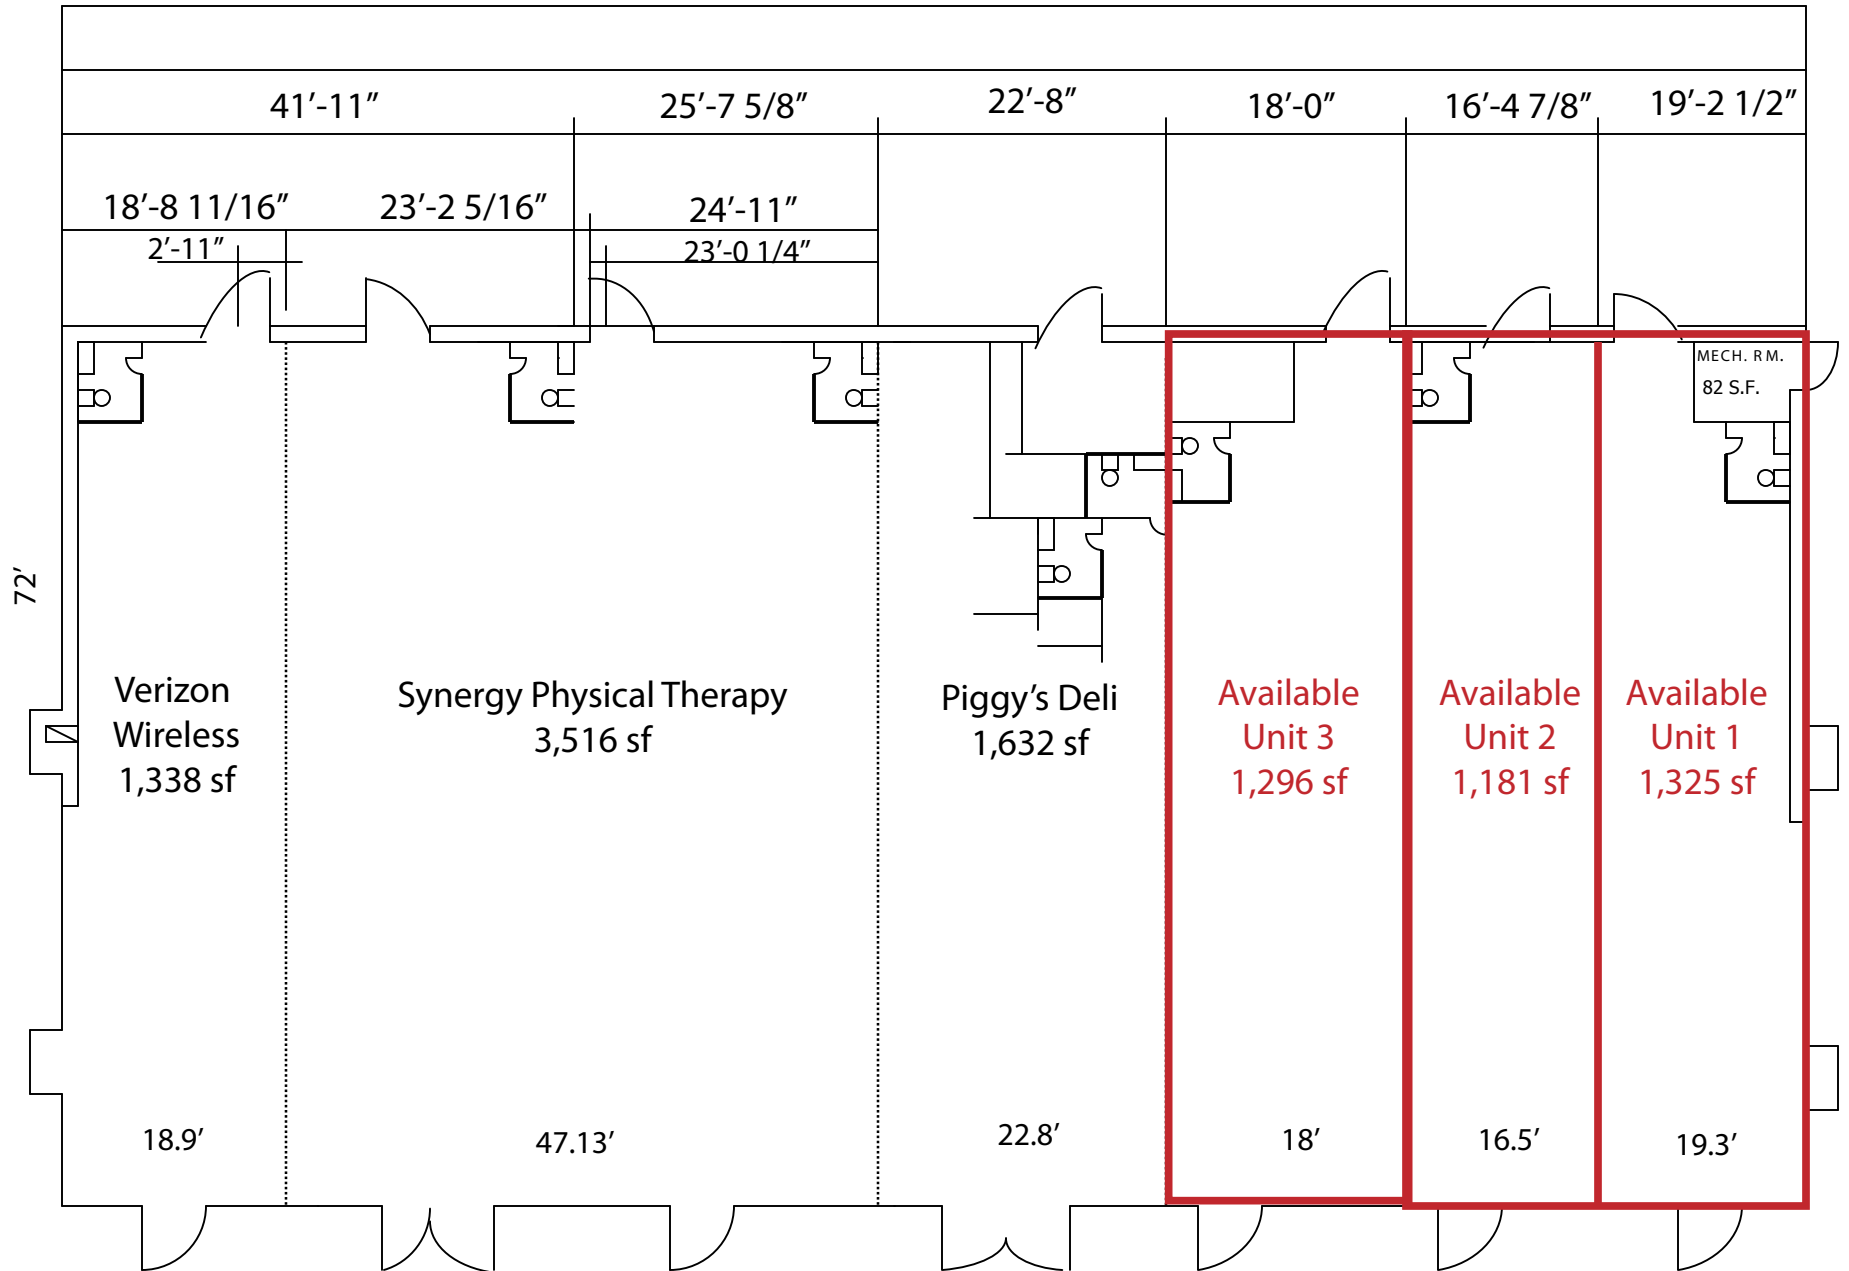 41’-11”
25’-7 5/8”
22’-8”
18’-0”
16’-4 7/8”
19’-2 1/2”
18’-8 11/16”
23’-2 5/16”
24’-11”
2’-11”
23’-0 1/4”
MECH. RM.
82 S.F.
72’
Verizon
Wireless
1,338 sf
Synergy Physical Therapy
3,516 sf
Piggy’s Deli
1,632 sf
Available
Unit 3
1,296 sf
Available
Unit 2
1,181 sf
Available
Unit 1
1,325 sf
18.9’
47.13’
22.8’
18’
16.5’
19.3’